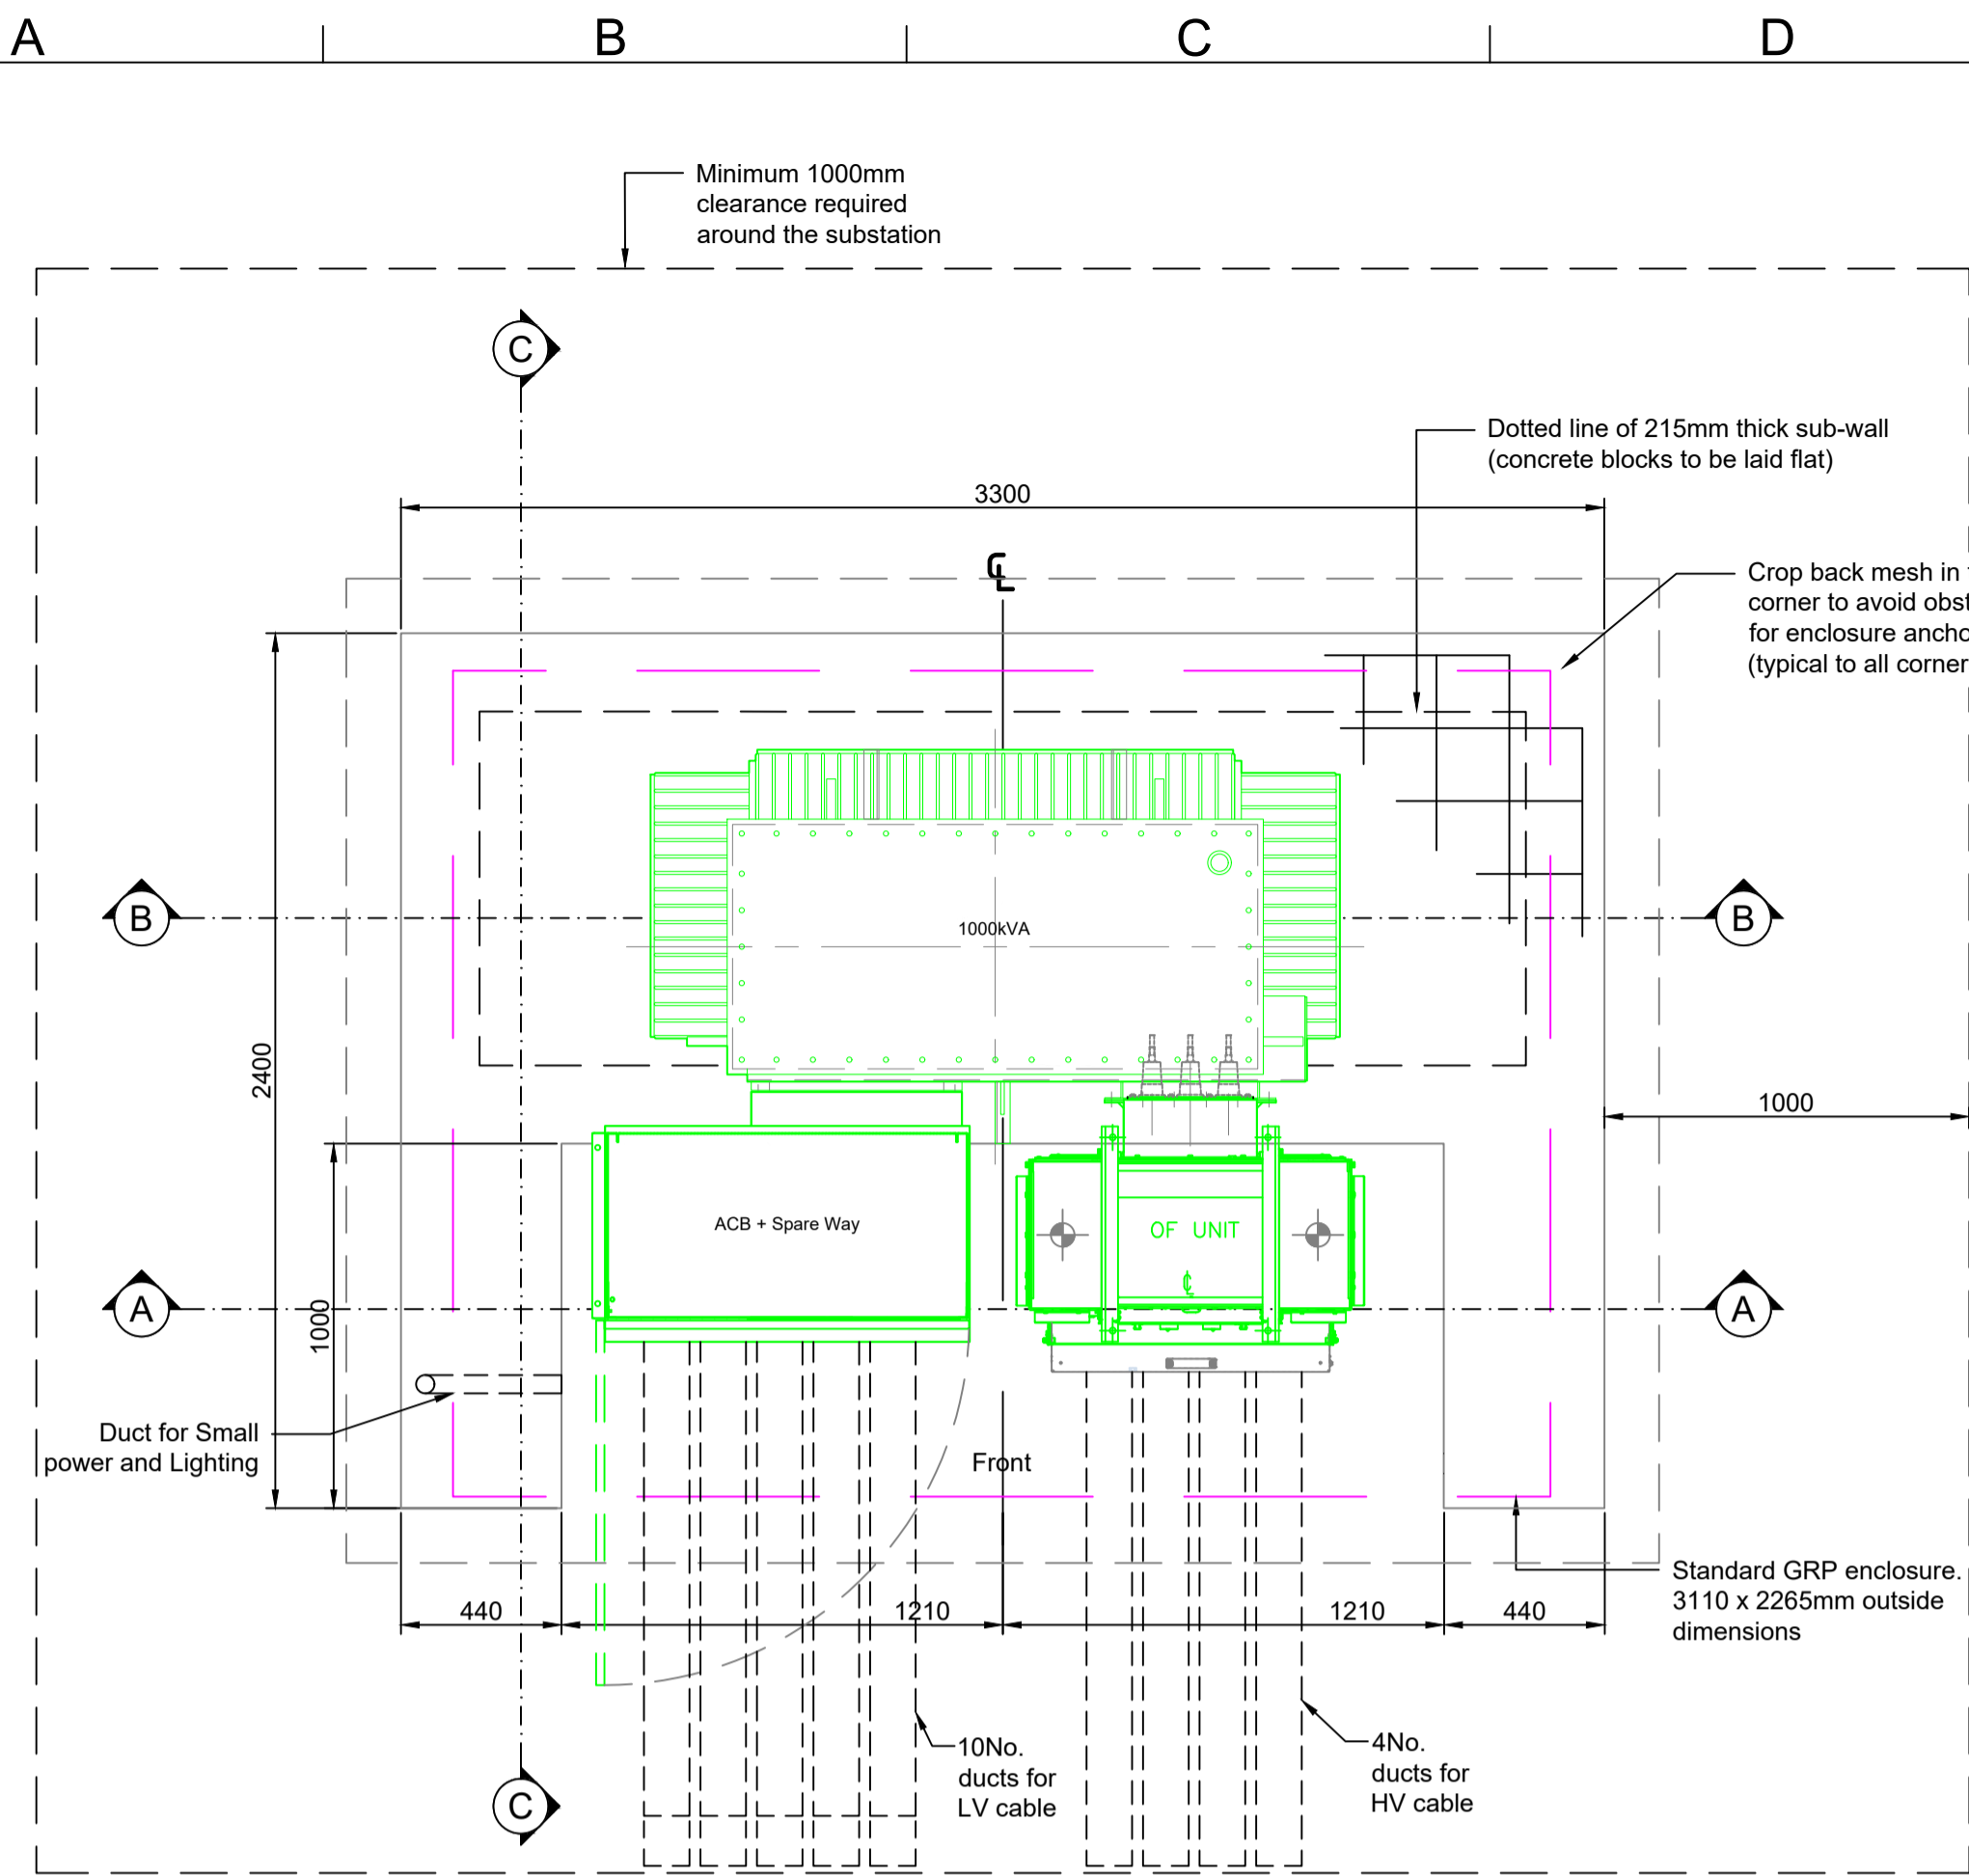 A B C D
Minimum 1000mm
clearance required
around the substation
C
Dotted line of 215mm thick sub-wall
(concrete blocks to be laid flat)
3300
Crop back mesh in
corner to avoid
for enclosure
(typical to all
B
1000kVA
B
2400
1000
ACB + Spare Way
OF UNIT
A
A
1000
Duct for Small
power and Lighting
Front
Standard GRP enclosure.
3110 x 2265mm outside
dimensions
440
1210
1210
440
10No.
ducts for
LV cable
4No.
ducts for
HV cable
C